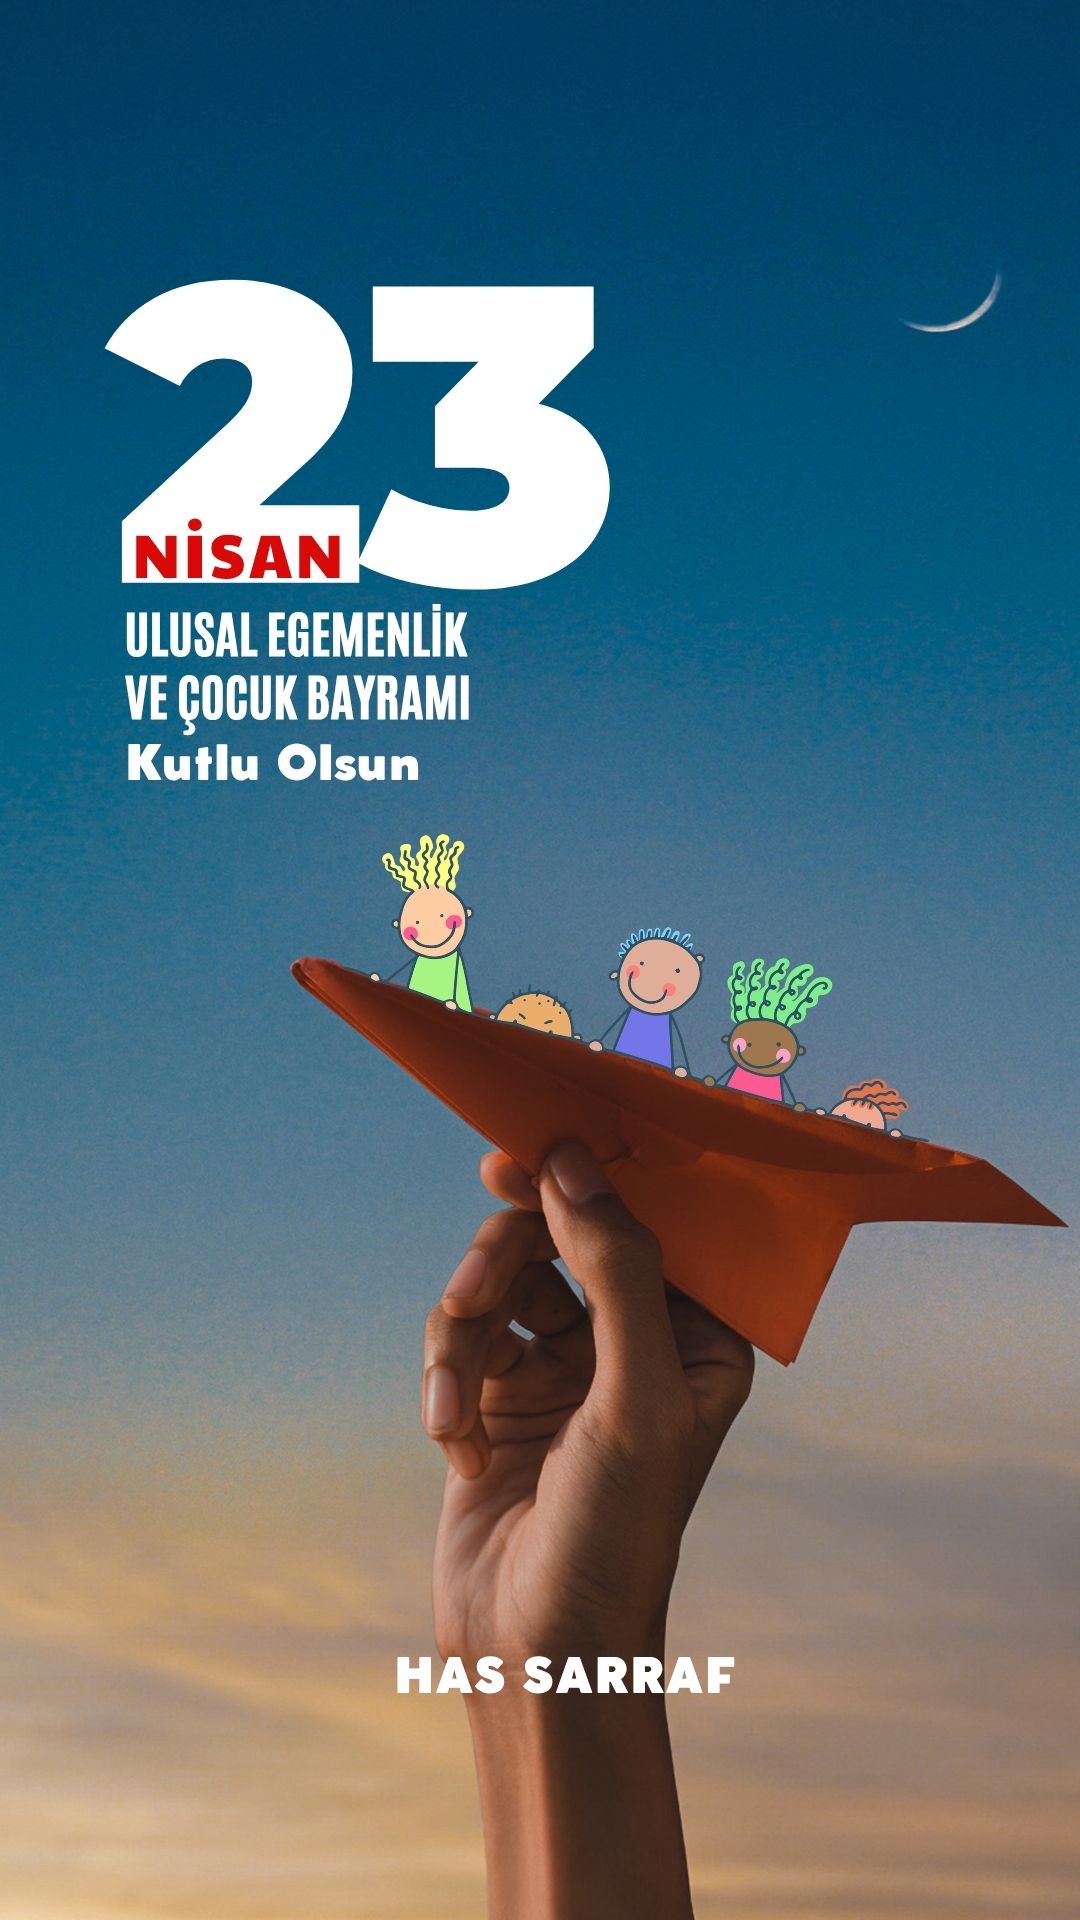 23
NİSAN
ULUSAL EGEMENLİK
VE ÇOCUK BAYRAMI
Kutlu Olsun
HAS SARRAF